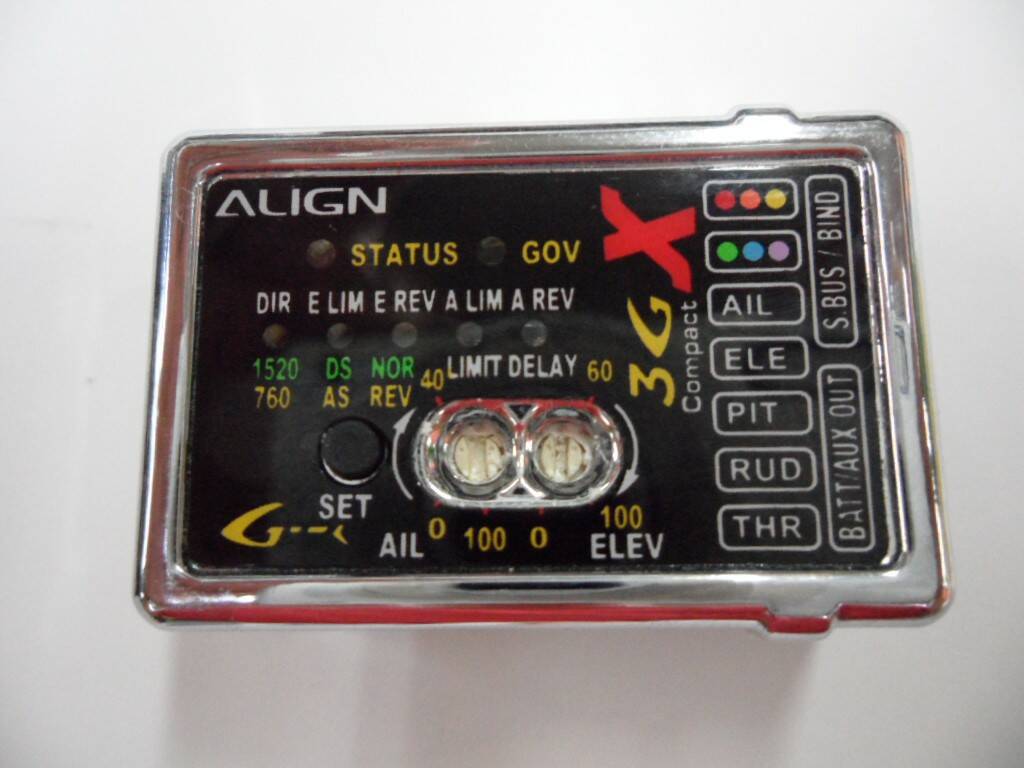 ALIGN
STATUS GOV
DIR E LIM E REV A LIM A REV
1520 DS NOR LIMIT DELAY
760 AS REV 40 60
SET
AIL 0 100 0 100 ELEV
3GX
Compact
AIL
ELE
PIT
RUD
THR
S.BUS / BIND
BATT/AUX OUT